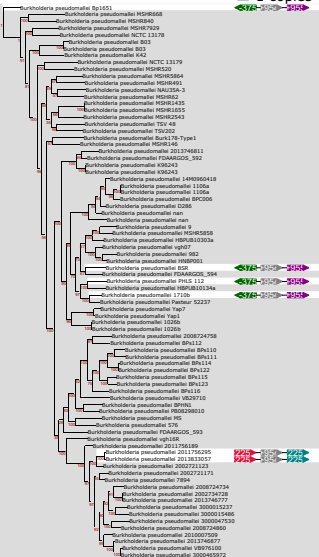 Burkholderia pseudomallei Bp1651
Burkholderia pseudomallei MSHR668
Burkholderia pseudomallei MSHR840
Burkholderia pseudomallei MSHR7929
Burkholderia pseudomallei NCTC 13178
Burkholderia pseudomallei B03
Burkholderia pseudomallei B03
Burkholderia pseudomallei K42
Burkholderia pseudomallei NCTC 13179
Burkholderia pseudomallei MSHR520
Burkholderia pseudomallei MSHR5864
Burkholderia pseudomallei MSHR491
Burkholderia pseudomallei NAU35A-3
Burkholderia pseudomallei MSHR62
Burkholderia pseudomallei MSHR1435
Burkholderia pseudomallei MSHR1655
Burkholderia pseudomallei MSHR2543
Burkholderia pseudomallei TSV 48
Burkholderia pseudomallei TSV202
Burkholderia pseudomallei Burk178-Type1
Burkholderia pseudomallei MSHR146
Burkholderia pseudomallei 2013746811
Burkholderia pseudomallei FDAARGOS_592
Burkholderia pseudomallei K96243
Burkholderia pseudomallei K96243
Burkholderia pseudomallei 14M0960418
Burkholderia pseudomallei 1106a
Burkholderia pseudomallei 1106a
Burkholderia pseudomallei BPC006
Burkholderia pseudomallei D286
Burkholderia pseudomallei nan
Burkholderia pseudomallei nan
Burkholderia pseudomallei 9
Burkholderia pseudomallei MSHR5858
Burkholderia pseudomallei HBPUB10303a
Burkholderia pseudomallei vgh07
Burkholderia pseudomallei 982
Burkholderia pseudomallei HNBP001
Burkholderia pseudomallei BSR
Burkholderia pseudomallei FDAARGOS_594
Burkholderia pseudomallei PHLS 112
Burkholderia pseudomallei HBPUB10134a
Burkholderia pseudomallei 1710b
Burkholderia pseudomallei Pasteur 52237
Burkholderia pseudomallei Yap7
Burkholderia pseudomallei Yap1
Burkholderia pseudomallei 1026b
Burkholderia pseudomallei 1026b
Burkholderia pseudomallei 2008724758
Burkholderia pseudomallei BPs112
Burkholderia pseudomallei BPs110
Burkholderia pseudomallei BPs111
Burkholderia pseudomallei BPs114
Burkholderia pseudomallei BPs122
Burkholderia pseudomallei BPs115
Burkholderia pseudomallei BPs123
Burkholderia pseudomallei BPs116
Burkholderia pseudomallei VB29710
Burkholderia pseudomallei BPHN1
Burkholderia pseudomallei PB08298010
Burkholderia pseudomallei MS
Burkholderia pseudomallei 576
Burkholderia pseudomallei FDAARGOS_593
Burkholderia pseudomallei vgh16R
Burkholderia pseudomallei 2011756189
Burkholderia pseudomallei 2011756295
Burkholderia pseudomallei 2013833057
Burkholderia pseudomallei 2002721123
Burkholderia pseudomallei 2002721171
Burkholderia pseudomallei 7894
Burkholderia pseudomallei 2008724734
Burkholderia pseudomallei 2002734728
Burkholderia pseudomallei 2013746777
Burkholderia pseudomallei 3000015237
Burkholderia pseudomallei 3000015486
Burkholderia pseudomallei 3000047530
Burkholderia pseudomallei 2008724860
Burkholderia pseudomallei 2010007509
Burkholderia pseudomallei 2013746877
Burkholderia pseudomallei VB976100
Burkholderia pseudomallei 3000465972